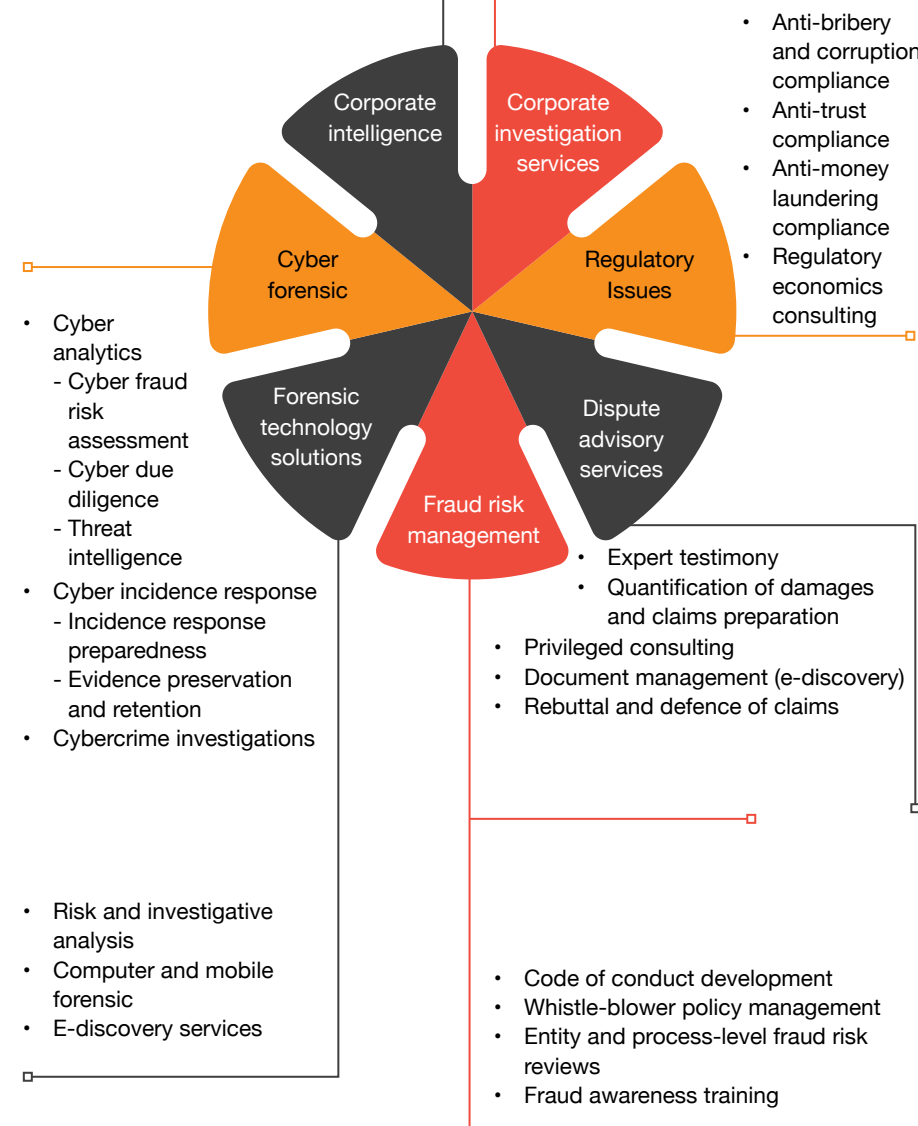 Corporate
intelligence
Corporate
investigation
services
• Anti-bribery
and corruption
compliance
• Anti-trust
compliance
• Anti-money
laundering
compliance
• Regulatory
economics
consulting
Cyber
forensic
Regulatory
Issues
• Cyber
analytics
- Cyber fraud
risk
assessment
- Cyber due
diligence
- Threat
intelligence
• Cyber incidence response
- Incidence response
preparedness
- Evidence preservation
and retention
• Cybercrime investigations
Forensic
technology
solutions
Dispute
advisory
services
Fraud risk
management
• Expert testimony
• Quantification of damages
and claims preparation
• Privileged consulting
• Document management (e-discovery)
• Rebuttal and defence of claims
• Risk and investigative
analysis
• Computer and mobile
forensic
• E-discovery services
• Code of conduct development
• Whistle-blower policy management
• Entity and process-level fraud risk
reviews
• Fraud awareness training